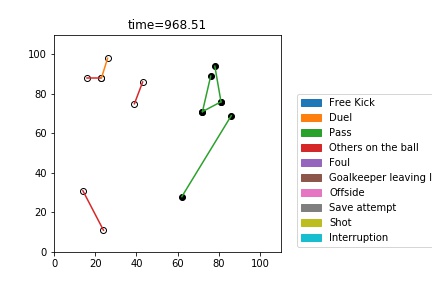 time=968.51
100
80
60
40
20
0
0 20 40 60 80 100
Free Kick
Duel
Pass
Others on the ball
Foul
Goalkeeper leaving l
Offside
Save attempt
Shot
Interruption